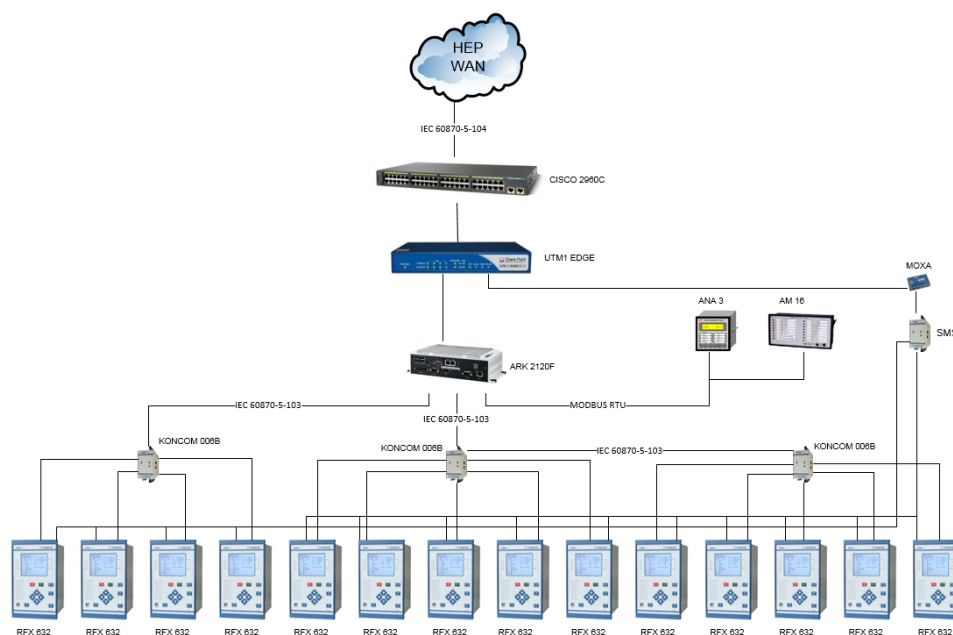 HEP
WAN
IEC 60870-5-104
CISCO 2960C
UTM1 EDGE
MOXA
ANA 3
AM 16
SMS
ARK 2120F
IEC 60870-5-103
MODBUS RTU
IEC 60870-5-103
KONCOM 006B
KONCOM 006B
IEC 60870-5-103
KONCOM 006B
RFX 632
RFX 632
RFX 632
RFX 632
RFX 632
RFX 632
RFX 632
RFX 632
RFX 632
RFX 632
RFX 632
RFX 632
RFX 632
RFX 632